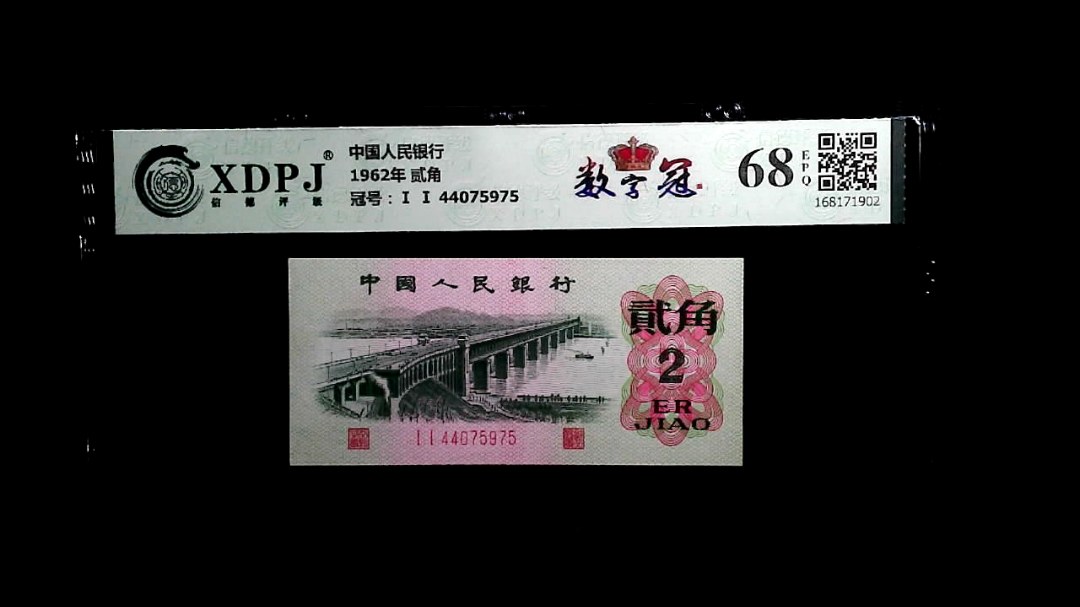 XDPJ®
信德评级
中国人民银行
1962年 贰角
冠号：I I 44075975
数字冠
68
EPQ
168171902
中國人民銀行
貳角
2
ER
JIAO
I I 44075975